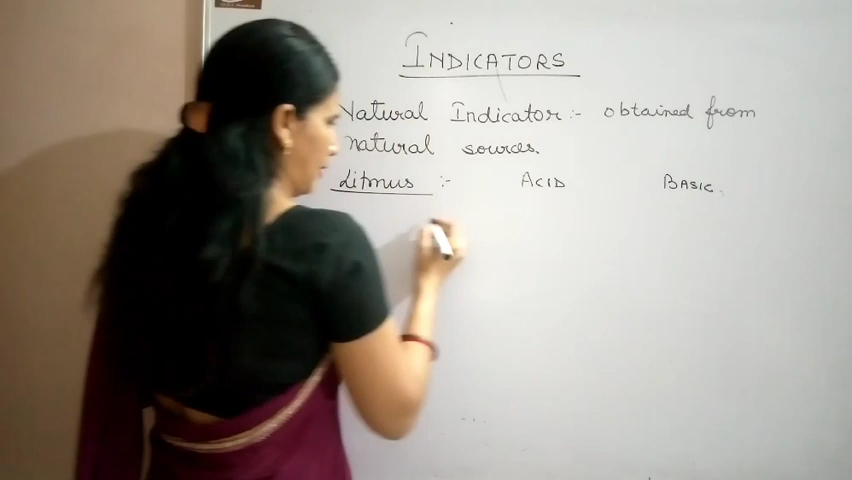 INDICATORS
Natural Indicator :- obtained from
natural sources.
Litmus :- ACID BASIC.